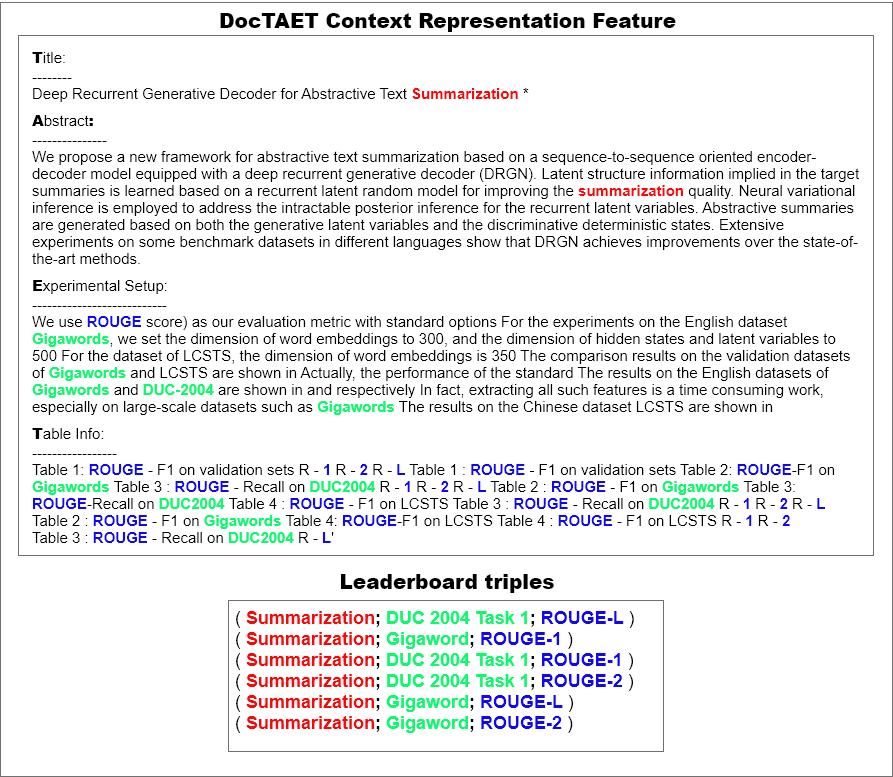 DocTAET Context Representation Feature
Title:
--------
Deep Recurrent Generative Decoder for Abstractive Text Summarization *
Abstract:
---------------
We propose a new framework for abstractive text summarization based on a sequence-to-sequence oriented encoder-
decoder model equipped with a deep recurrent generative decoder (DRGN). Latent structure information implied in the target
summaries is learned based on a recurrent latent random model for improving the summarization quality. Neural variational
inference is employed to address the intractable posterior inference for the recurrent latent variables. Abstractive summaries
are generated based on both the generative latent variables and the discriminative deterministic states. Extensive
experiments on some benchmark datasets in different languages show that DRGN achieves improvements over the state-of-
the-art methods.
Experimental Setup:
---------------------------
We use ROUGE score) as our evaluation metric with standard options For the experiments on the English dataset
Gigawords, we set the dimension of word embeddings to 300, and the dimension of hidden states and latent variables to
500 For the dataset of LCSTS, the dimension of word embeddings is 350 The comparison results on the validation datasets
of Gigawords and LCSTS are shown in Actually, the performance of the standard The results on the English datasets of
Gigawords and DUC-2004 are shown in and respectively In fact, extracting all such features is a time consuming work,
especially on large-scale datasets such as Gigawords The results on the Chinese dataset LCSTS are shown in
Table Info:
-----------------
Table 1: ROUGE - F1 on validation sets R - 1 R - 2 R - L Table 1 : ROUGE - F1 on validation sets Table 2: ROUGE-F1 on
Gigawords Table 3 : ROUGE - Recall on DUC2004 R - 1 R - 2 R - L Table 2 : ROUGE - F1 on Gigawords Table 3:
ROUGE-Recall on DUC2004 Table 4 : ROUGE - F1 on LCSTS Table 3 : ROUGE - Recall on DUC2004 R - 1 R - 2 R - L
Table 2 : ROUGE - F1 on Gigawords Table 4: ROUGE-F1 on LCSTS Table 4 : ROUGE - F1 on LCSTS R - 1 R - 2
Table 3 : ROUGE - Recall on DUC2004 R - L'
Leaderboard triples
( Summarization; DUC 2004 Task 1; ROUGE-L )
( Summarization; Gigaword; ROUGE-1 )
( Summarization; DUC 2004 Task 1; ROUGE-1 )
( Summarization; DUC 2004 Task 1; ROUGE-2 )
( Summarization; Gigaword; ROUGE-L )
( Summarization; Gigaword; ROUGE-2 )